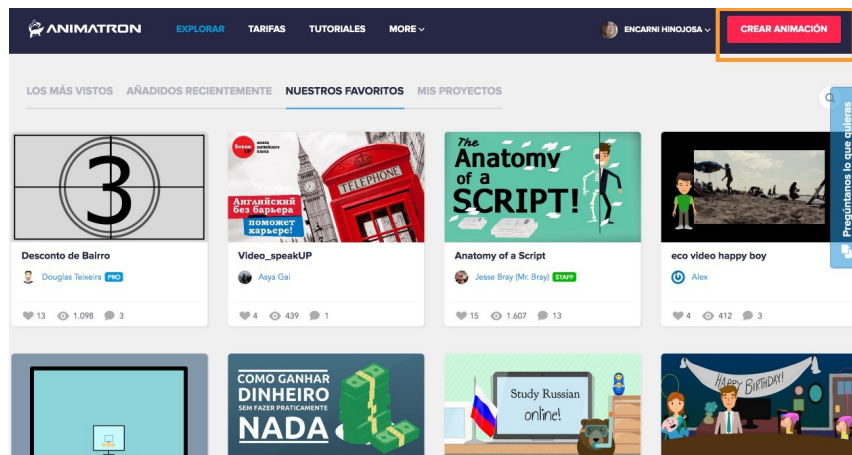 ANIMATRON
EXPLORAR TARIFAS TUTORIALES MORE
ENCARNI HINOJOSA
CREAR ANIMACIÓN
LOS MÁS VISTOS AÑADIDOS RECIENTEMENTE NUESTROS FAVORITOS MIS PROYECTOS
Pregúntanos lo que quieras
3
Speak UP
Английский
без барьера
поможет
карьере!
TELEPHONE
The
Anatomy
of a
SCRIPT!
Desconto de Bairro
Douglas Teixeira PRO
13 1.098 3
Video_speakUP
Asya Gai
4 439 1
Anatomy of a Script
Jesse Bray (Mr. Bray) STAFF
15 1.607 13
eco video happy boy
Alex
4 412 3
COMO GANHAR
DINHEIRO
SEM FAZER PRATICAMENTE
NADA
Study Russian
online!
HAPPY BIRTHDAY!